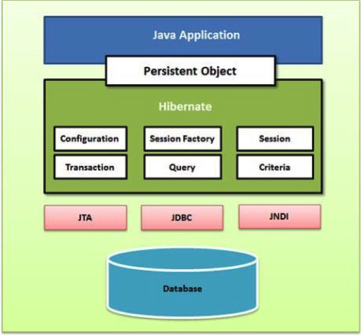 Java Application
Persistent Object
Hibernate
Configuration Session Factory Session
Transaction Query Criteria
JTA JDBC JNDI
Database